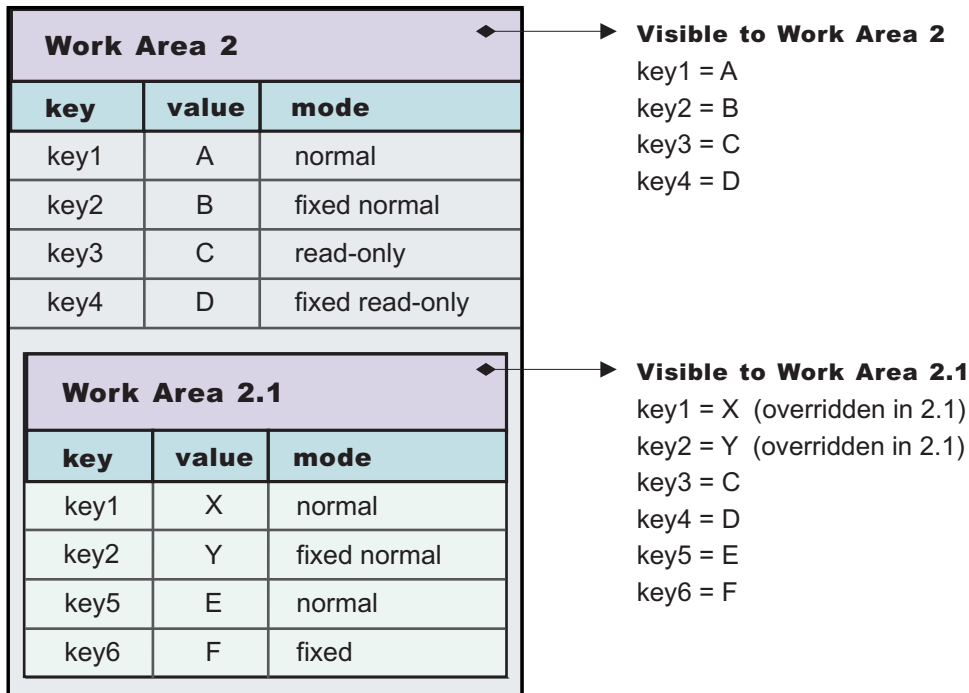 Work Area 2
key value mode
key1 A normal
key2 B fixed normal
key3 C read-only
key4 D fixed read-only
Visible to Work Area 2
key1 = A
key2 = B
key3 = C
key4 = D
Work Area 2.1
key value mode
key1 X normal
key2 Y fixed normal
key5 E normal
key6 F fixed
Visible to Work Area 2.1
key1 = X (overridden in 2.1)
key2 = Y (overridden in 2.1)
key3 = C
key4 = D
key5 = E
key6 = F